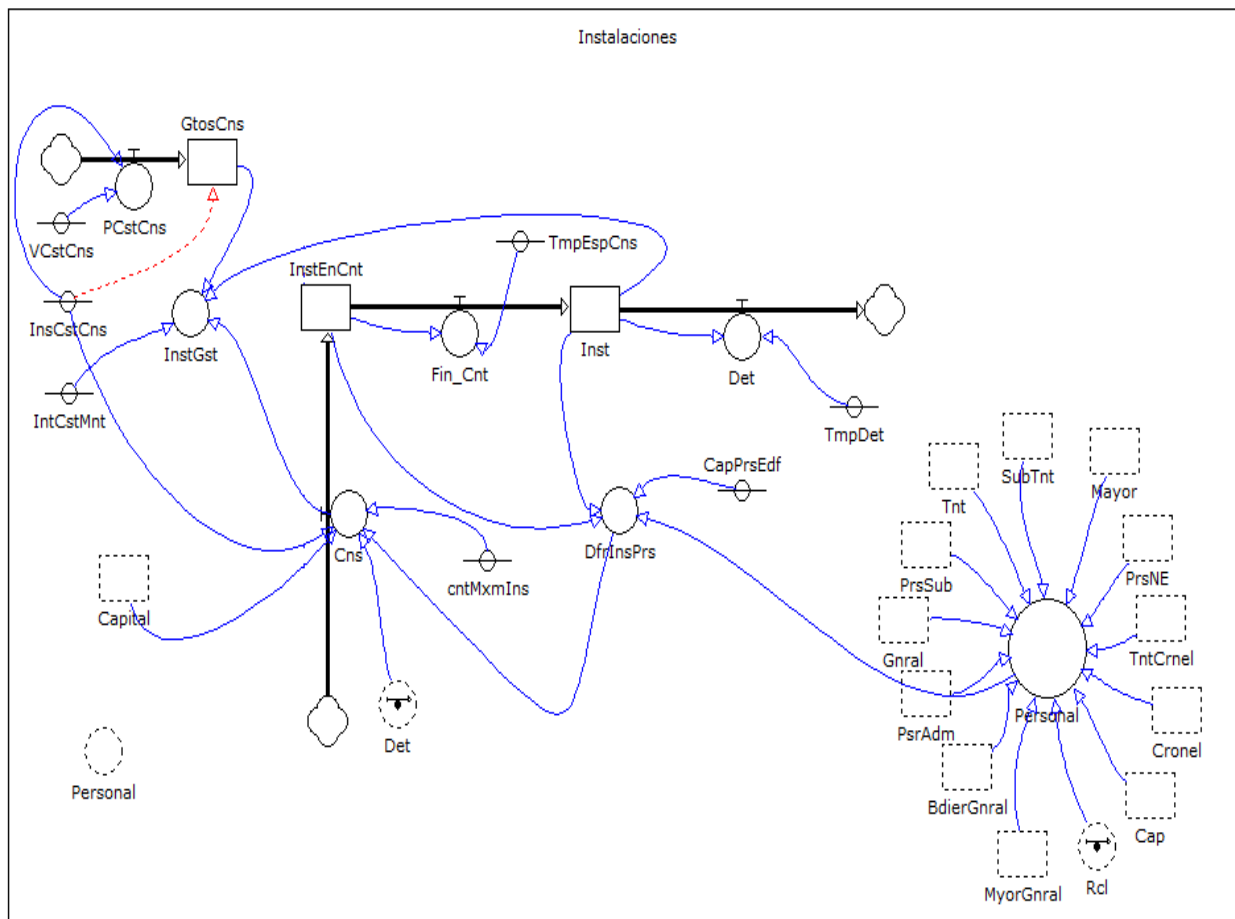 Instalaciones
GtosCns
PCstCns
VCstCns
TmpEspCns
InstEnCnt
InsCstCns
InstGst
Inst
Fin_Cnt
Det
IntCstMnt
TmpDet
CapPrsEdf
SubTnt
Mayor
Tnt
Cns
DfrInsPrs
cntMxmIns
PrsSub
PrsNE
Capital
Gnral
TntCrnel
Det
Personal
PsrAdm
Cronel
Personal
BdierGnral
Cap
MyorGnral
Rcl